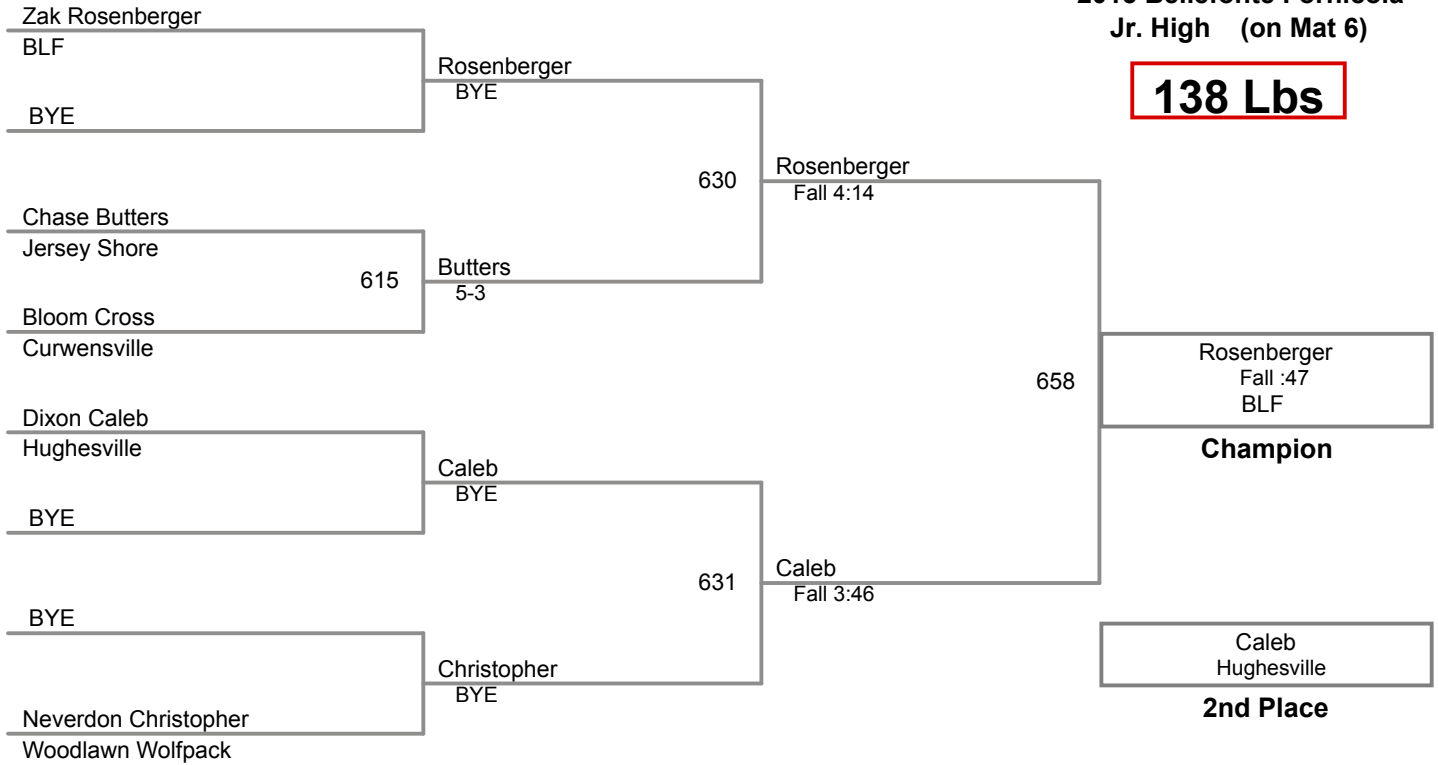 Bellefonte Fornicola
Jr. High (on Mat 6)
138 Lbs
Zak Rosenberger
BLF
BYE
Rosenberger
BYE
Chase Butters
Jersey Shore
615
Bloom Cross
Curwensville
Butters
5-3
630
Rosenberger
Fall 4:14
Dixon Caleb
Hughesville
BYE
Caleb
BYE
BYE
Neverdon Christopher
Woodlawn Wolfpack
Christopher
BYE
631
Caleb
Fall 3:46
658
Rosenberger
Fall :47
BLF
Champion
Caleb
Hughesville
2nd Place